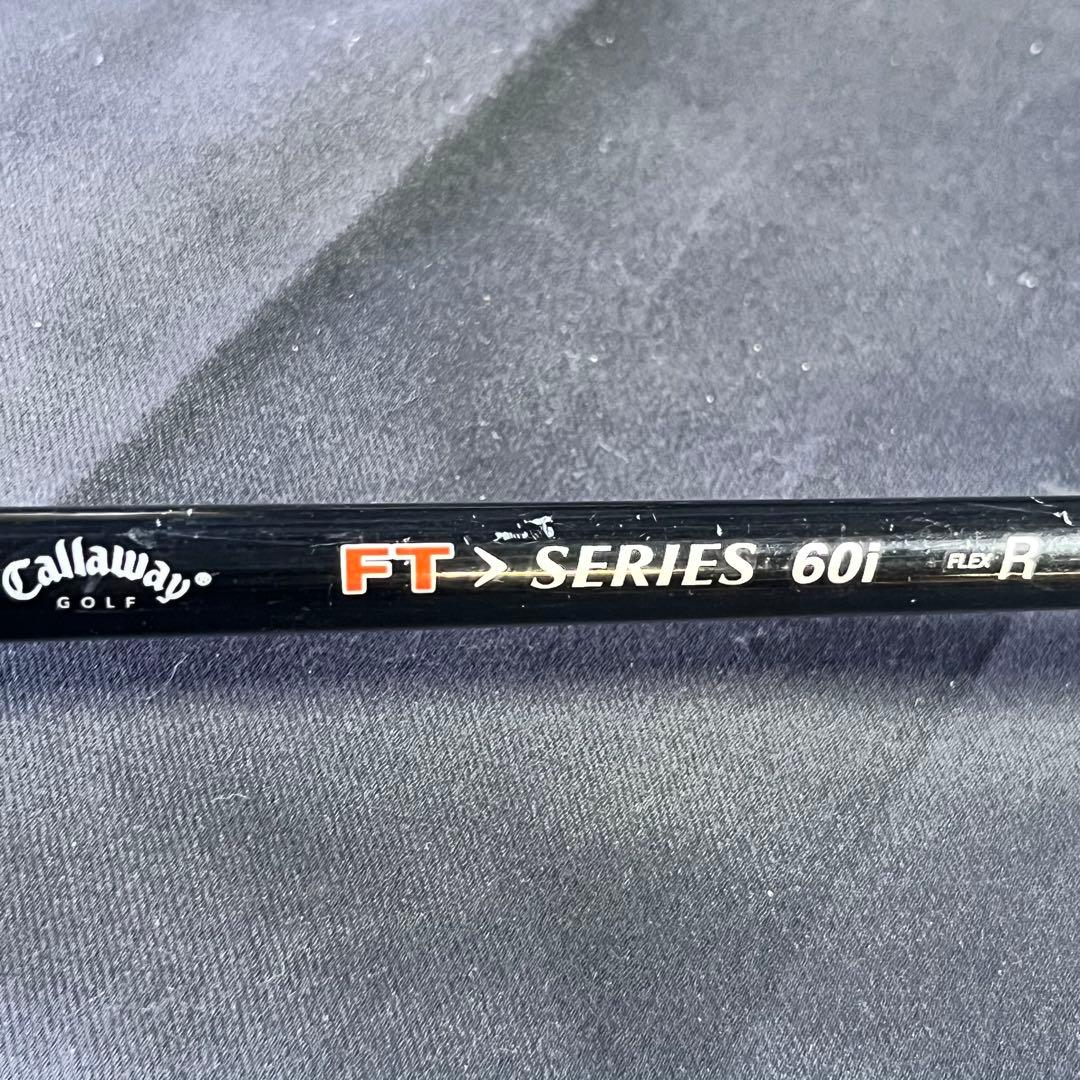 Callaway®
GOLF
FT > SERIES 60i FLEX R